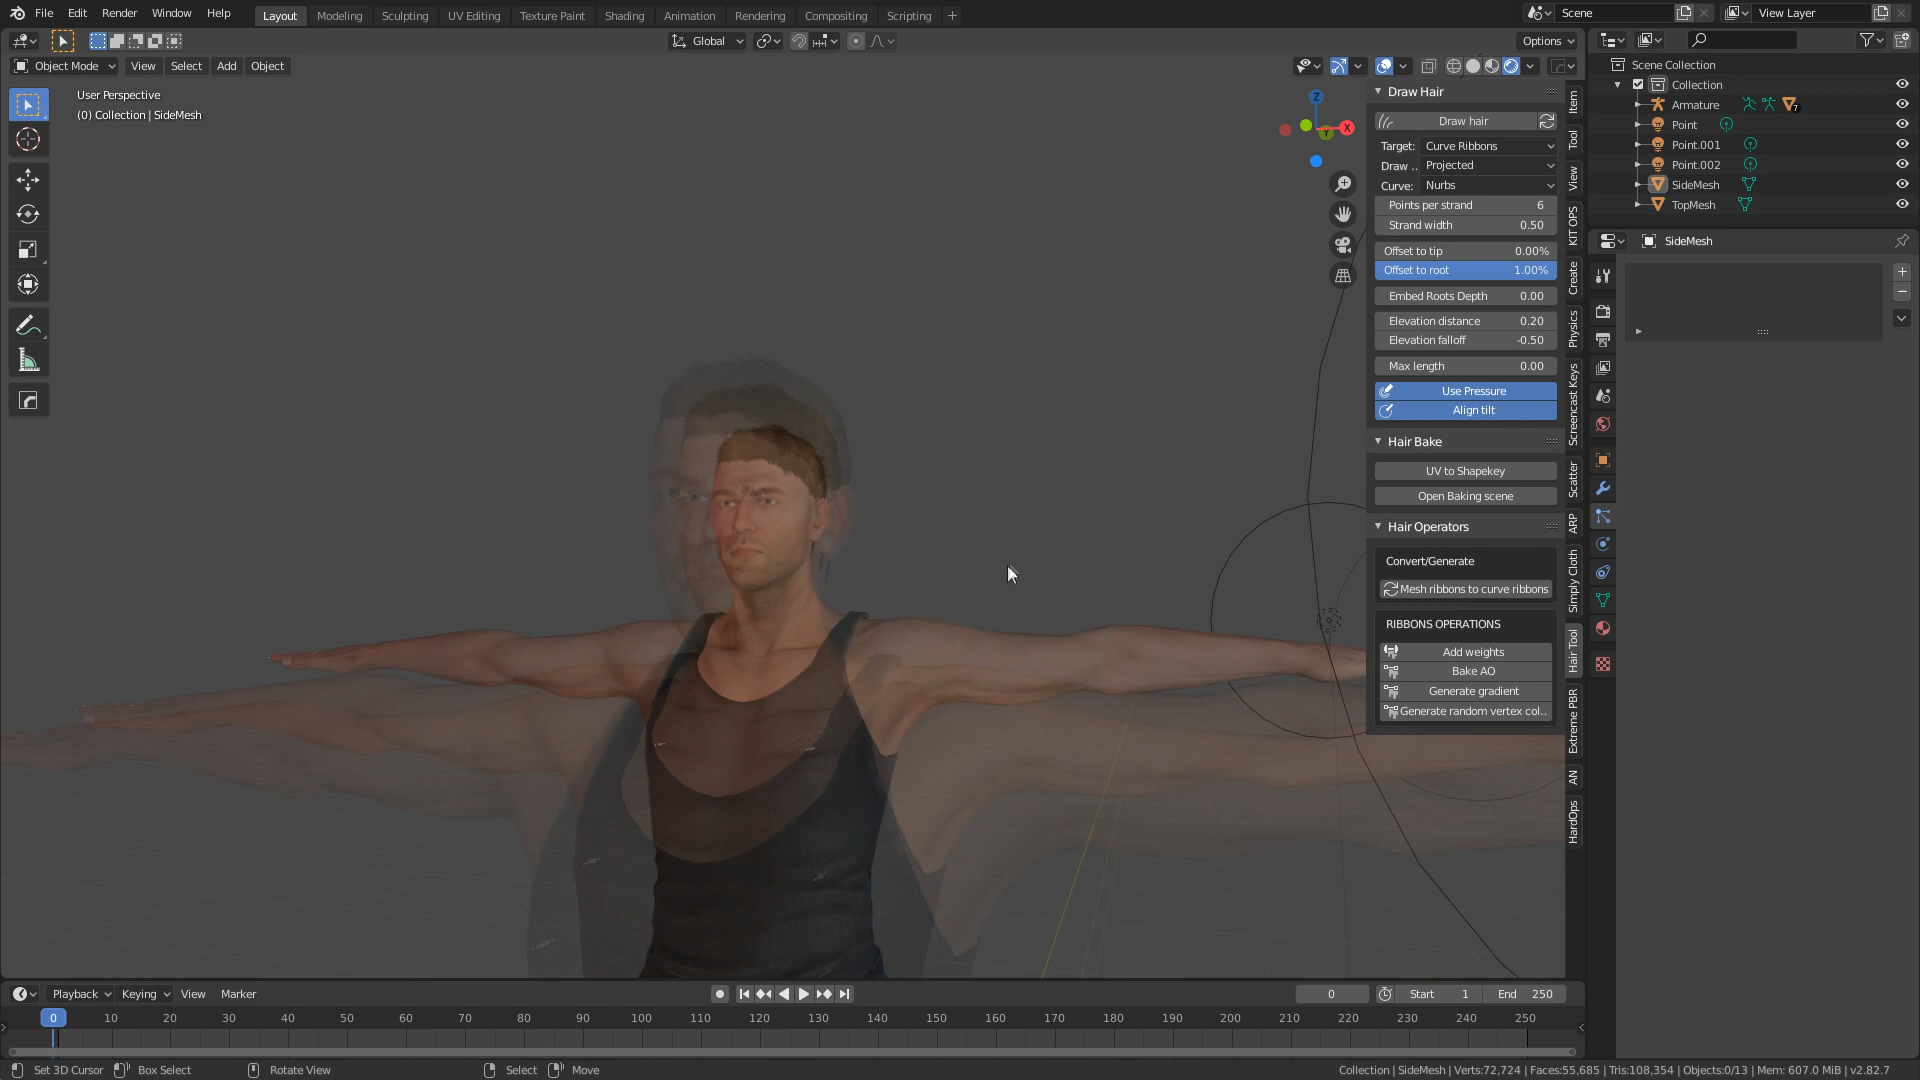 File Edit Render Window Help
Layout Modeling Sculpting UV Editing Texture Paint Shading Animation Rendering Compositing Scripting +
Scene
View Layer
Global
Options
Object Mode View Select Add Object
User Perspective
(0) Collection | SideMesh
Z
X
Y
Draw Hair
Draw hair
Target: Curve Ribbons
Draw .. Projected
Curve: Nurbs
Points per strand 6
Strand width 0.50
Offset to tip 0.00%
Offset to root 1.00%
Embed Roots Depth 0.00
Elevation distance 0.20
Elevation falloff -0.50
Max length 0.00
Use Pressure
Align tilt
Hair Bake
UV to Shapekey
Open Baking scene
Hair Operators
Convert/Generate
Mesh ribbons to curve ribbons
RIBBONS OPERATIONS
Add weights
Bake AO
Generate gradient
Generate random vertex col..
Item
Tool
View
KIT OPS
Create
Physics
Screencast Keys
Scatter
ARP
Simply Cloth
Hair Tool
Extreme PBR
AN
HardOps
Scene Collection
Collection
Armature 7
Point
Point.001
Point.002
SideMesh
TopMesh
SideMesh
Playback Keying View Marker
0 Start 1 End 250
0 10 20 30 40 50 60 70 80 90 100 110 120 130 140 150 160 170 180 190 200 210 220 230 240 250
Set 3D Cursor Box Select Rotate View Select Move
Collection | SideMesh | Verts:72,724 | Faces:55,685 | Tris:108,354 | Objects:0/13 | Mem: 607.0 MiB | v2.82.7